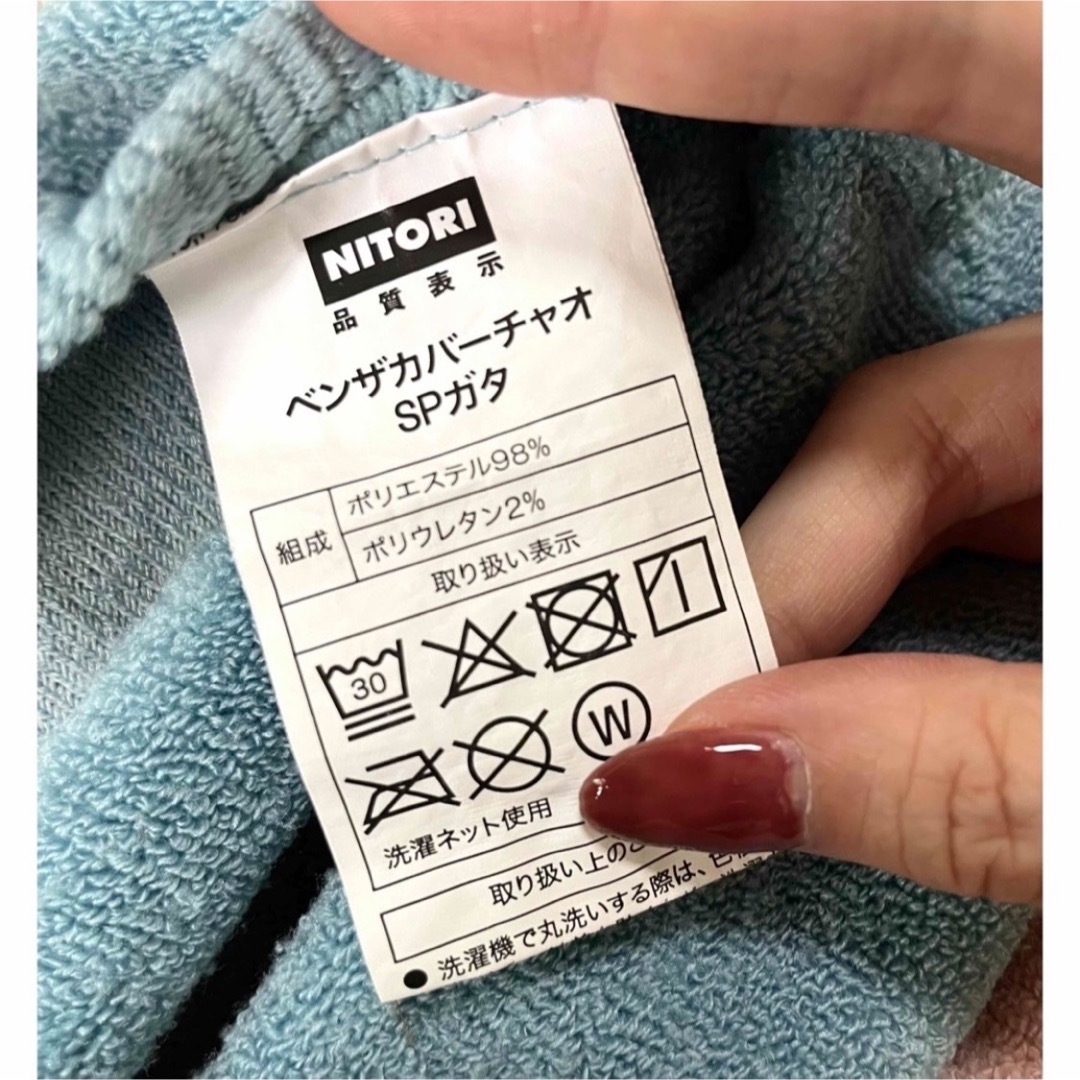 NITORI
品質表示
ベンザカバーチャオ
SPガタ
組成
ポリエステル98%
ポリウレタン2%
取り扱い表示
30
W
洗濯ネット使用
取り扱い上のご
●洗濯機で丸洗いする際は、色